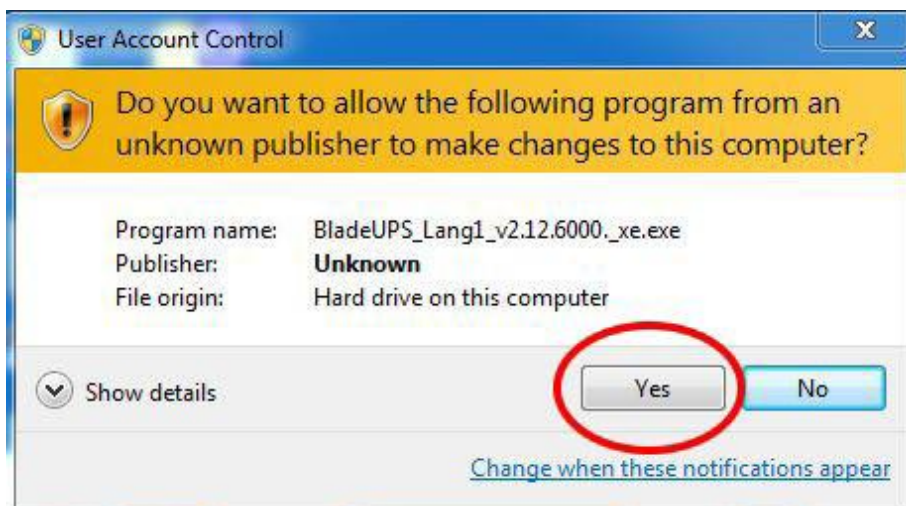 User Account Control
Do you want to allow the following program from an
unknown publisher to make changes to this computer?
Program name: BladeUPS_Lang1_v2.12.6000._xe.exe
Publisher: Unknown
File origin: Hard drive on this computer
Show details Yes No
Change when these notifications appear